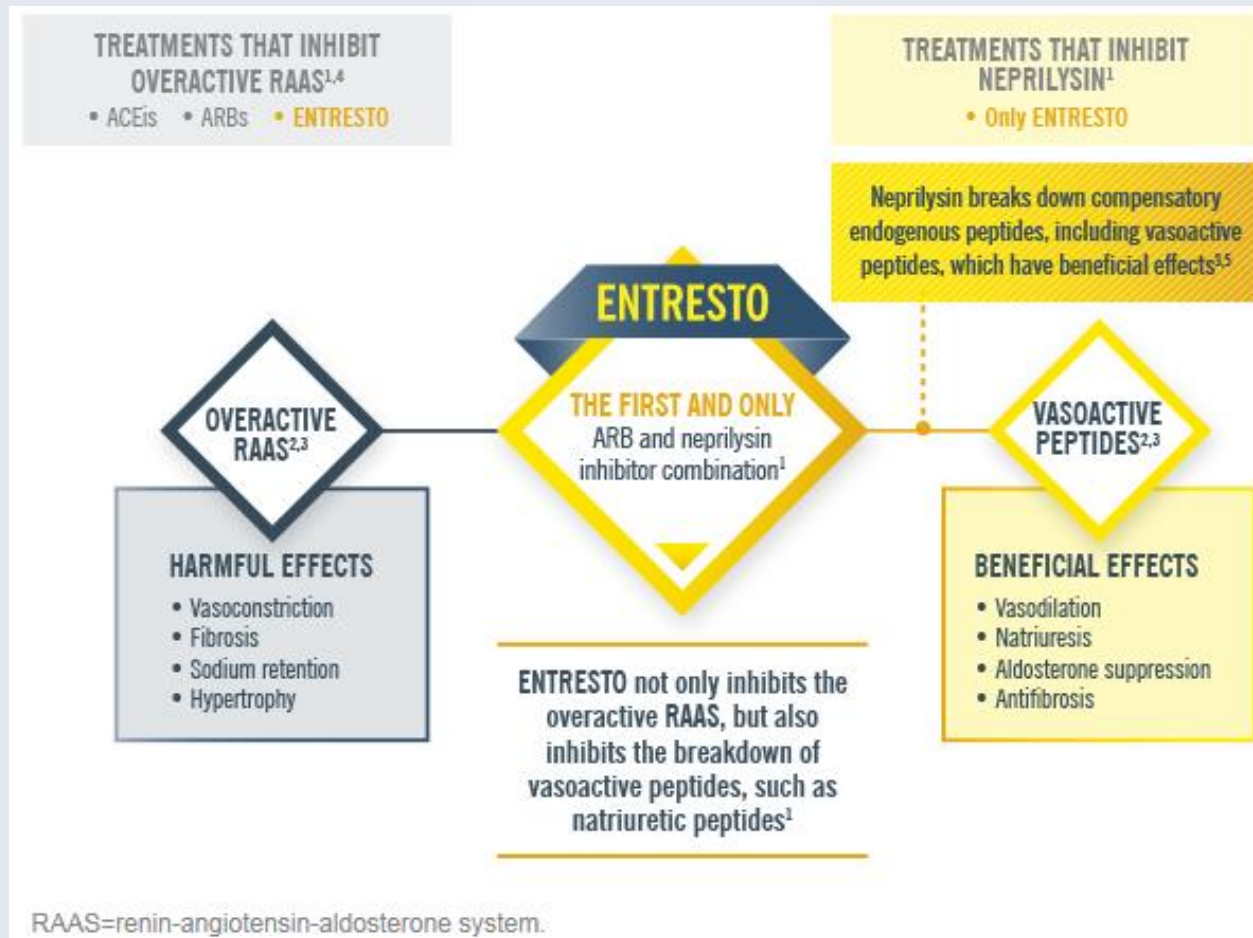 TREATMENTS THAT INHIBIT
OVERACTIVE RAAS1,4
• ACEis • ARBs • ENTRESTO
TREATMENTS THAT INHIBIT
NEPRILYSIN1
• Only ENTRESTO
Neprilysin breaks down compensatory
endogenous peptides, including vasoactive
peptides, which have beneficial effects3,5
ENTRESTO
THE FIRST AND ONLY
ARB and neprilysin
inhibitor combination1
OVERACTIVE
RAAS2,3
HARMFUL EFFECTS
• Vasoconstriction
• Fibrosis
• Sodium retention
• Hypertrophy
VASOACTIVE
PEPTIDES2,3
BENEFICIAL EFFECTS
• Vasodilation
• Natriuresis
• Aldosterone suppression
• Antifibrosis
ENTRESTO not only inhibits the
overactive RAAS, but also
inhibits the breakdown of
vasoactive peptides, such as
natriuretic peptides1
RAAS=renin-angiotensin-aldosterone system.